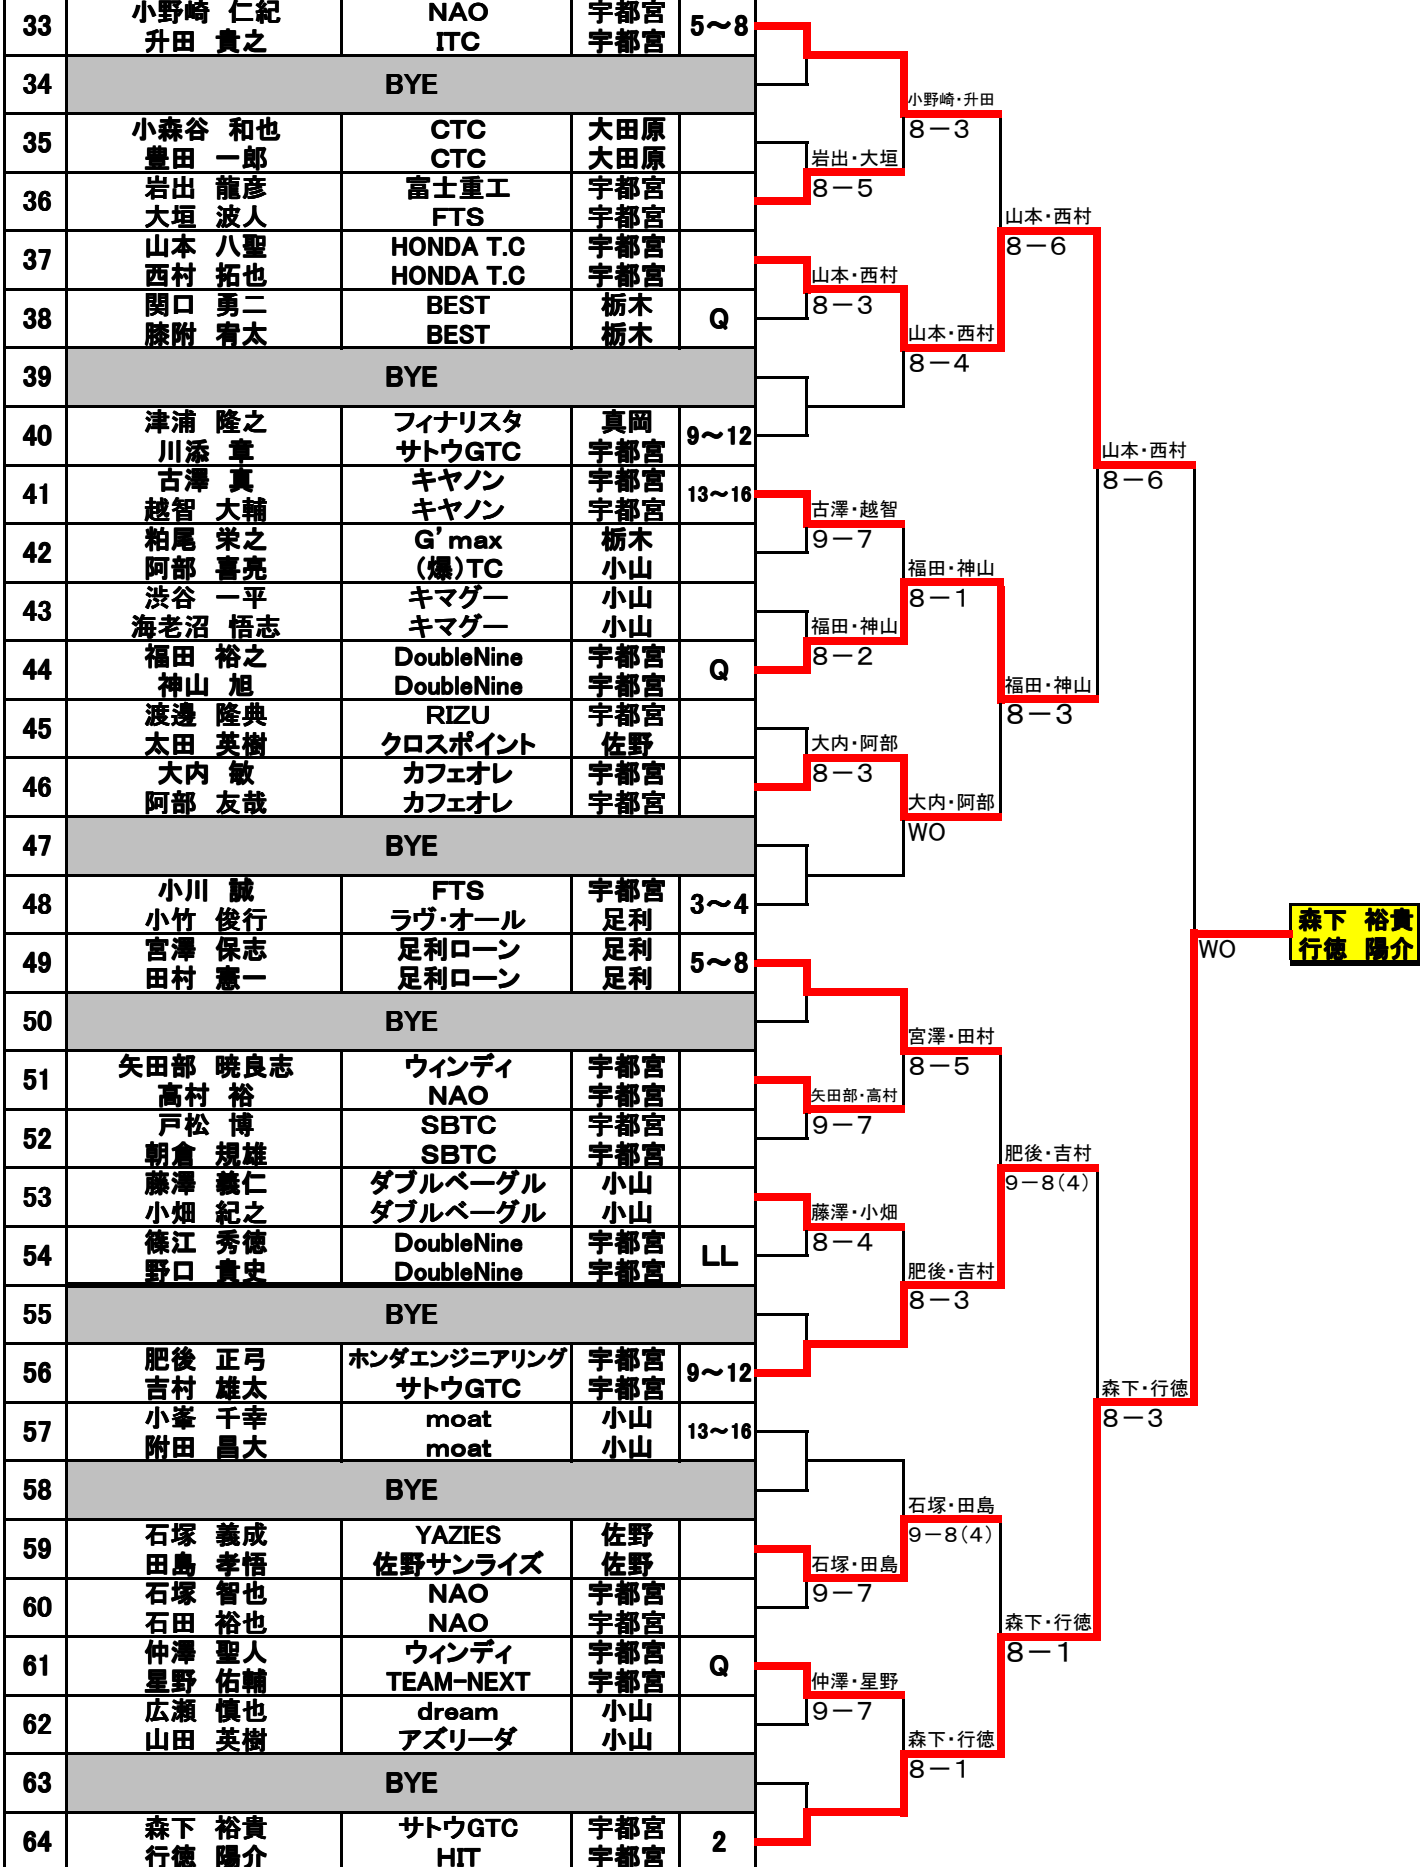 33 小野崎 仁紀 NAO 宇都宮 5～8
升田 貴之 ITC 宇都宮
34 BYE
小野崎・升田
8－3
35 小森谷 和也 CTC 大田原
豊田 一郎 CTC 大田原
岩出・大垣
8－5
36 岩出 龍彦 富士重工 宇都宮
大垣 波人 FTS 宇都宮
山本・西村
8－6
37 山本 八聖 HONDA T.C 宇都宮
西村 拓也 HONDA T.C 宇都宮
山本・西村
8－3
38 関口 勇二 BEST 栃木 Q
膝附 宥太 BEST 栃木
山本・西村
8－4
39 BYE
40 津浦 隆之 フィナリスタ 真岡 9～12
川添 章 サトウGTC 宇都宮
山本・西村
8－6
41 古澤 真 キヤノン 宇都宮 13～16
越智 大輔 キヤノン 宇都宮
古澤・越智
9－7
42 粕尾 栄之 G’max 栃木
阿部 喜亮 (爆)TC 小山
福田・神山
8－1
43 渋谷 一平 キマグー 小山
海老沼 悟志 キマグー 小山
福田・神山
8－2
44 福田 裕之 DoubleNine 宇都宮 Q
神山 旭 DoubleNine 宇都宮
福田・神山
8－3
45 渡邊 隆典 RIZU 宇都宮
太田 英樹 クロスポイント 佐野
大内・阿部
8－3
46 大内 敏 カフェオレ 宇都宮
阿部 友哉 カフェオレ 宇都宮
大内・阿部
WO
47 BYE
48 小川 誠 FTS 宇都宮 3～4
小竹 俊行 ラヴ・オール 足利
森下 裕貴
行徳 陽介
WO
49 宮澤 保志 足利ローン 足利 5～8
田村 憲一 足利ローン 足利
50 BYE
宮澤・田村
8－5
51 矢田部 暁良志 ウィンディ 宇都宮
高村 裕 NAO 宇都宮
矢田部・高村
9－7
52 戸松 博 SBTC 宇都宮
朝倉 規雄 SBTC 宇都宮
肥後・吉村
9－8(4)
53 藤澤 義仁 ダブルベーグル 小山
小畑 紀之 ダブルベーグル 小山
藤澤・小畑
8－4
54 篠江 秀徳 DoubleNine 宇都宮 LL
野口 貴史 DoubleNine 宇都宮
肥後・吉村
8－3
55 BYE
56 肥後 正弓 ホンダエンジニアリング 宇都宮 9～12
吉村 雄太 サトウGTC 宇都宮
森下・行徳
8－3
57 小峯 千幸 moat 小山 13～16
附田 昌大 moat 小山
58 BYE
石塚・田島
9－8(4)
59 石塚 義成 YAZIES 佐野
田島 孝悟 佐野サンライズ 佐野
石塚・田島
9－7
60 石塚 智也 NAO 宇都宮
石田 裕也 NAO 宇都宮
森下・行徳
8－1
61 仲澤 聖人 ウィンディ 宇都宮 Q
星野 佑輔 TEAM-NEXT 宇都宮
仲澤・星野
9－7
62 広瀬 慎也 dream 小山
山田 英樹 アズリーダ 小山
森下・行徳
8－1
63 BYE
64 森下 裕貴 サトウGTC 宇都宮 2
行徳 陽介 HIT 宇都宮